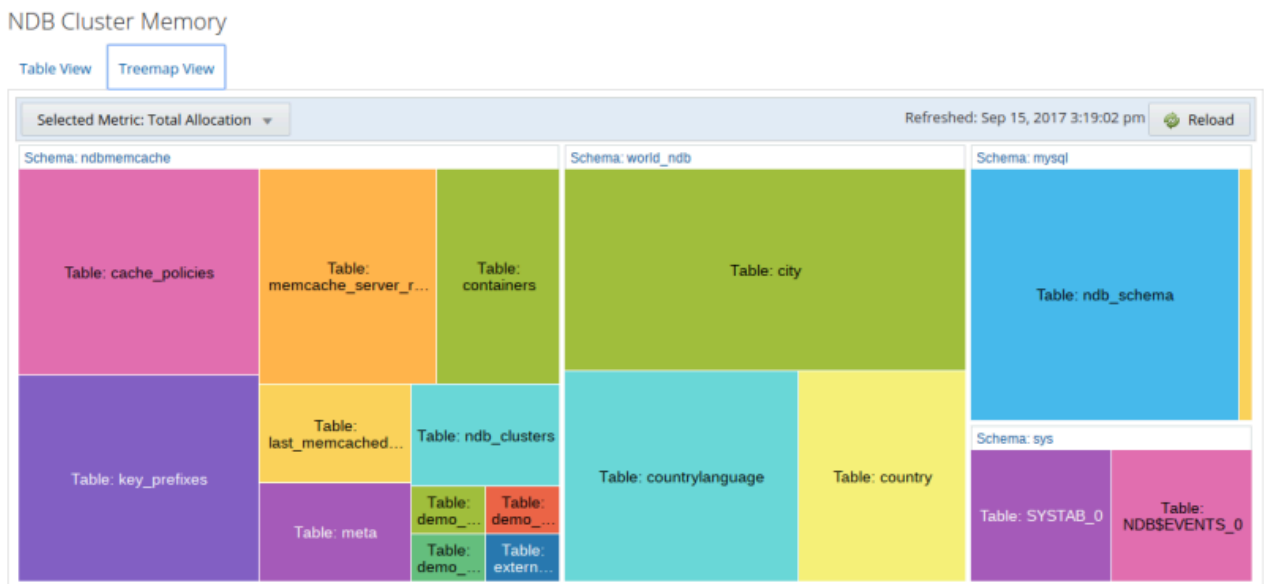 NDB Cluster Memory
Table View Treemap View
Selected Metric: Total Allocation Refreshed: Sep 15, 2017 3:19:02 pm Reload
Schema: ndbmemcache
Table: cache_policies
Table:
memcache_server_r...
Table:
containers
Table: key_prefixes
Table:
last_memcached...
Table: ndb_clusters
Table: meta
Table:
demo_...
Table:
demo_...
Table:
demo_...
Table:
extern...
Schema: world_ndb
Table: city
Table: countrylanguage
Table: country
Schema: mysql
Table: ndb_schema
Schema: sys
Table: SYSTAB_0
Table:
NDB$EVENTS_0